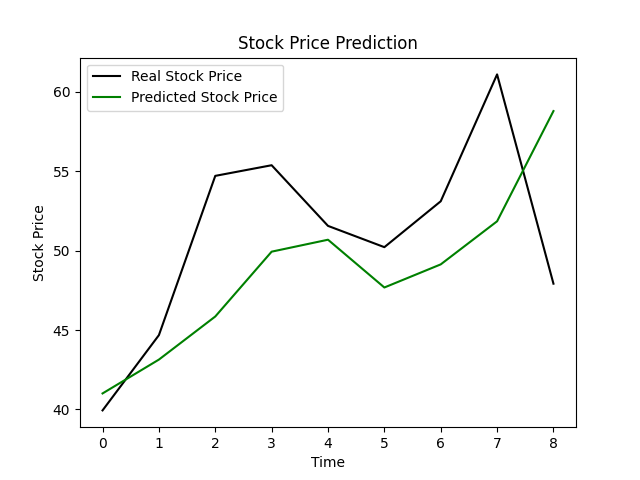 Stock Price Prediction
Real Stock Price
Predicted Stock Price
60
55
50
45
40
Stock Price
0 1 2 3 4 5 6 7 8
Time